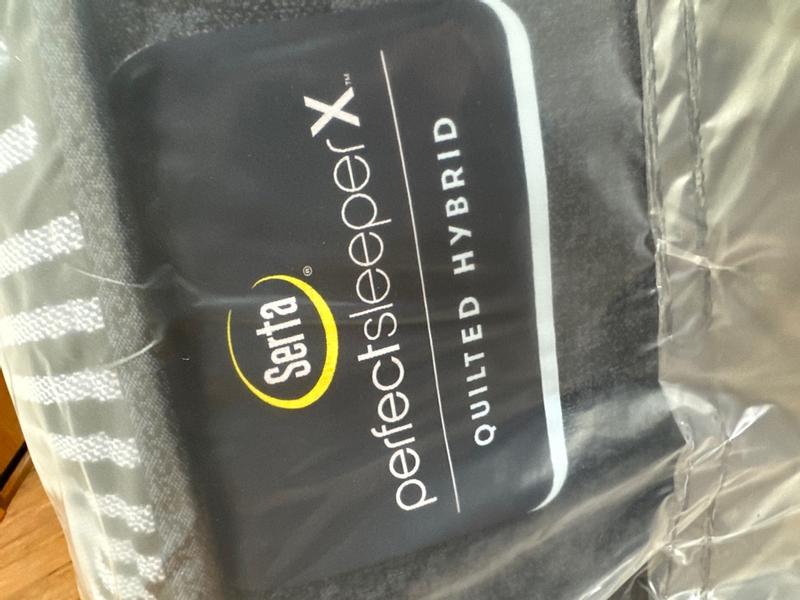 Serta®
perfectsleeperX™
QUILTED HYBRID